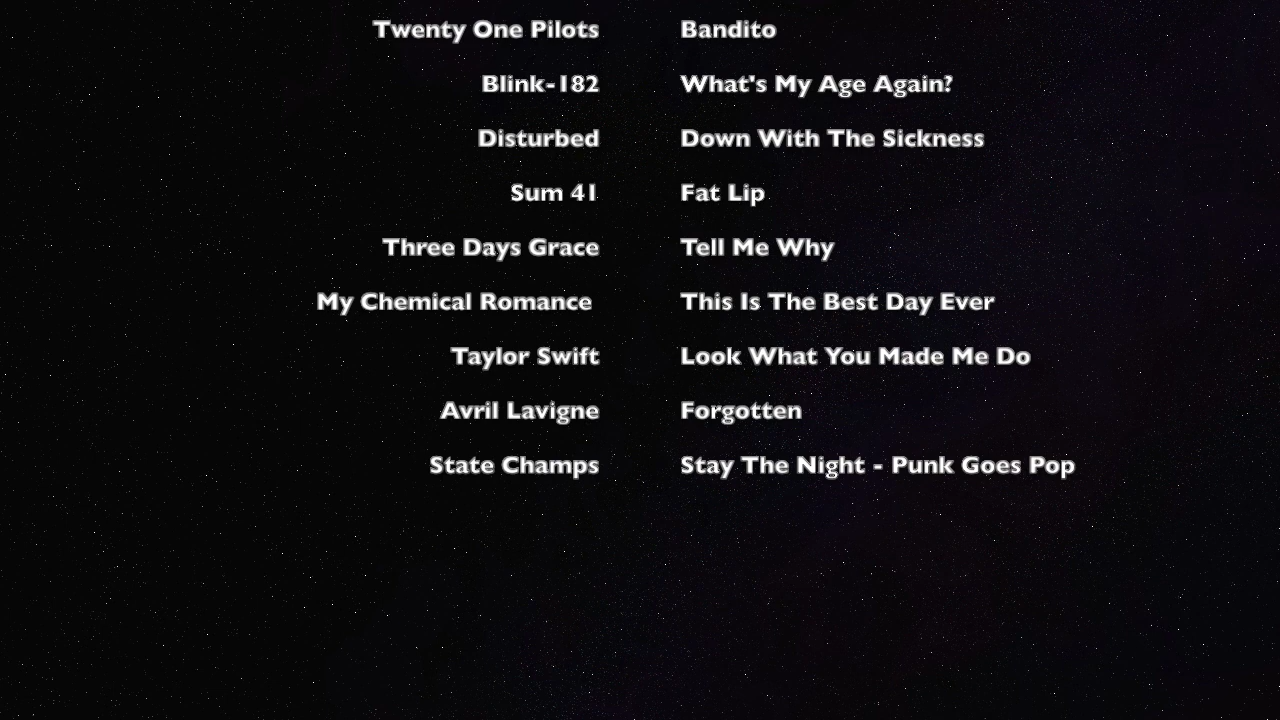 Twenty One Pilots Bandito
Blink-182 What's My Age Again?
Disturbed Down With The Sickness
Sum 41 Fat Lip
Three Days Grace Tell Me Why
My Chemical Romance This Is The Best Day Ever
Taylor Swift Look What You Made Me Do
Avril Lavigne Forgotten
State Champs Stay The Night - Punk Goes Pop